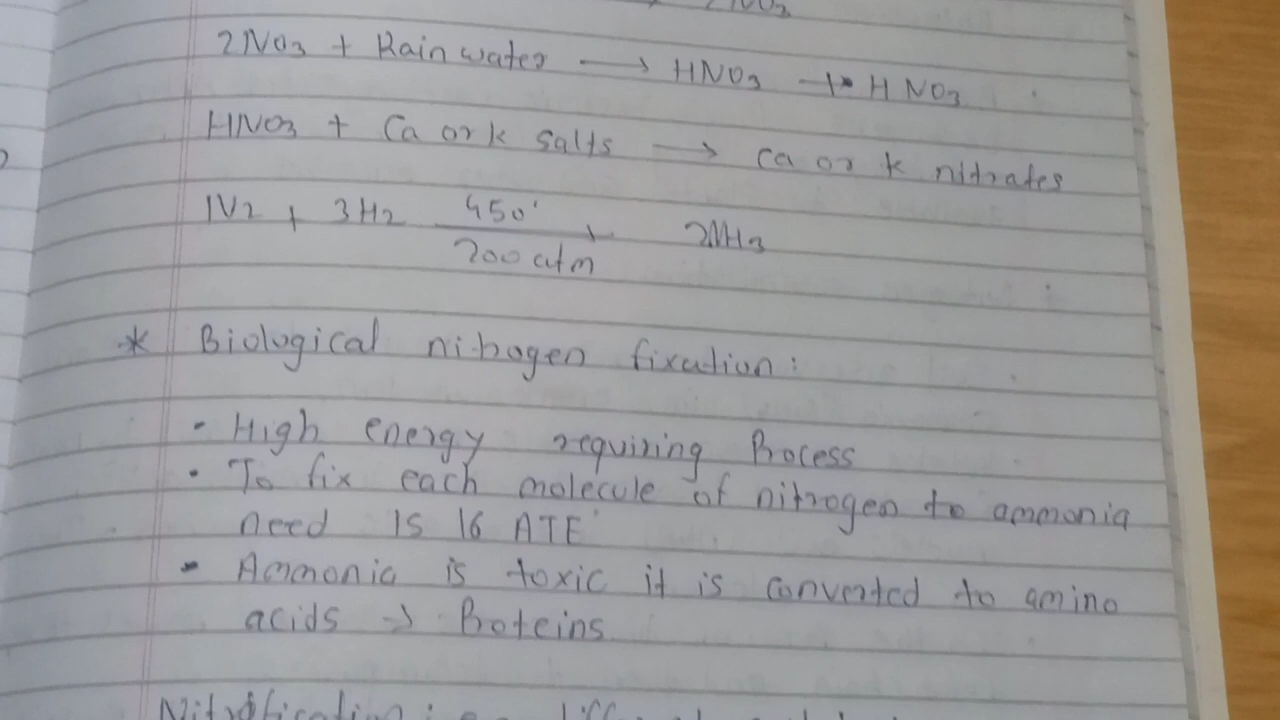 2NO3 + Rain water → HNO3 → HNO3
HNO3 + Ca or k salts → ca or k nitrates
N2 + 3H2 450° → 2NH3
200 atm
* Biological nitrogen fixation:
• High energy requiring Process
• To fix each molecule of nitrogen to ammonia
need is 16 ATE
- Ammonia is toxic it is converted to amino
acids → Proteins